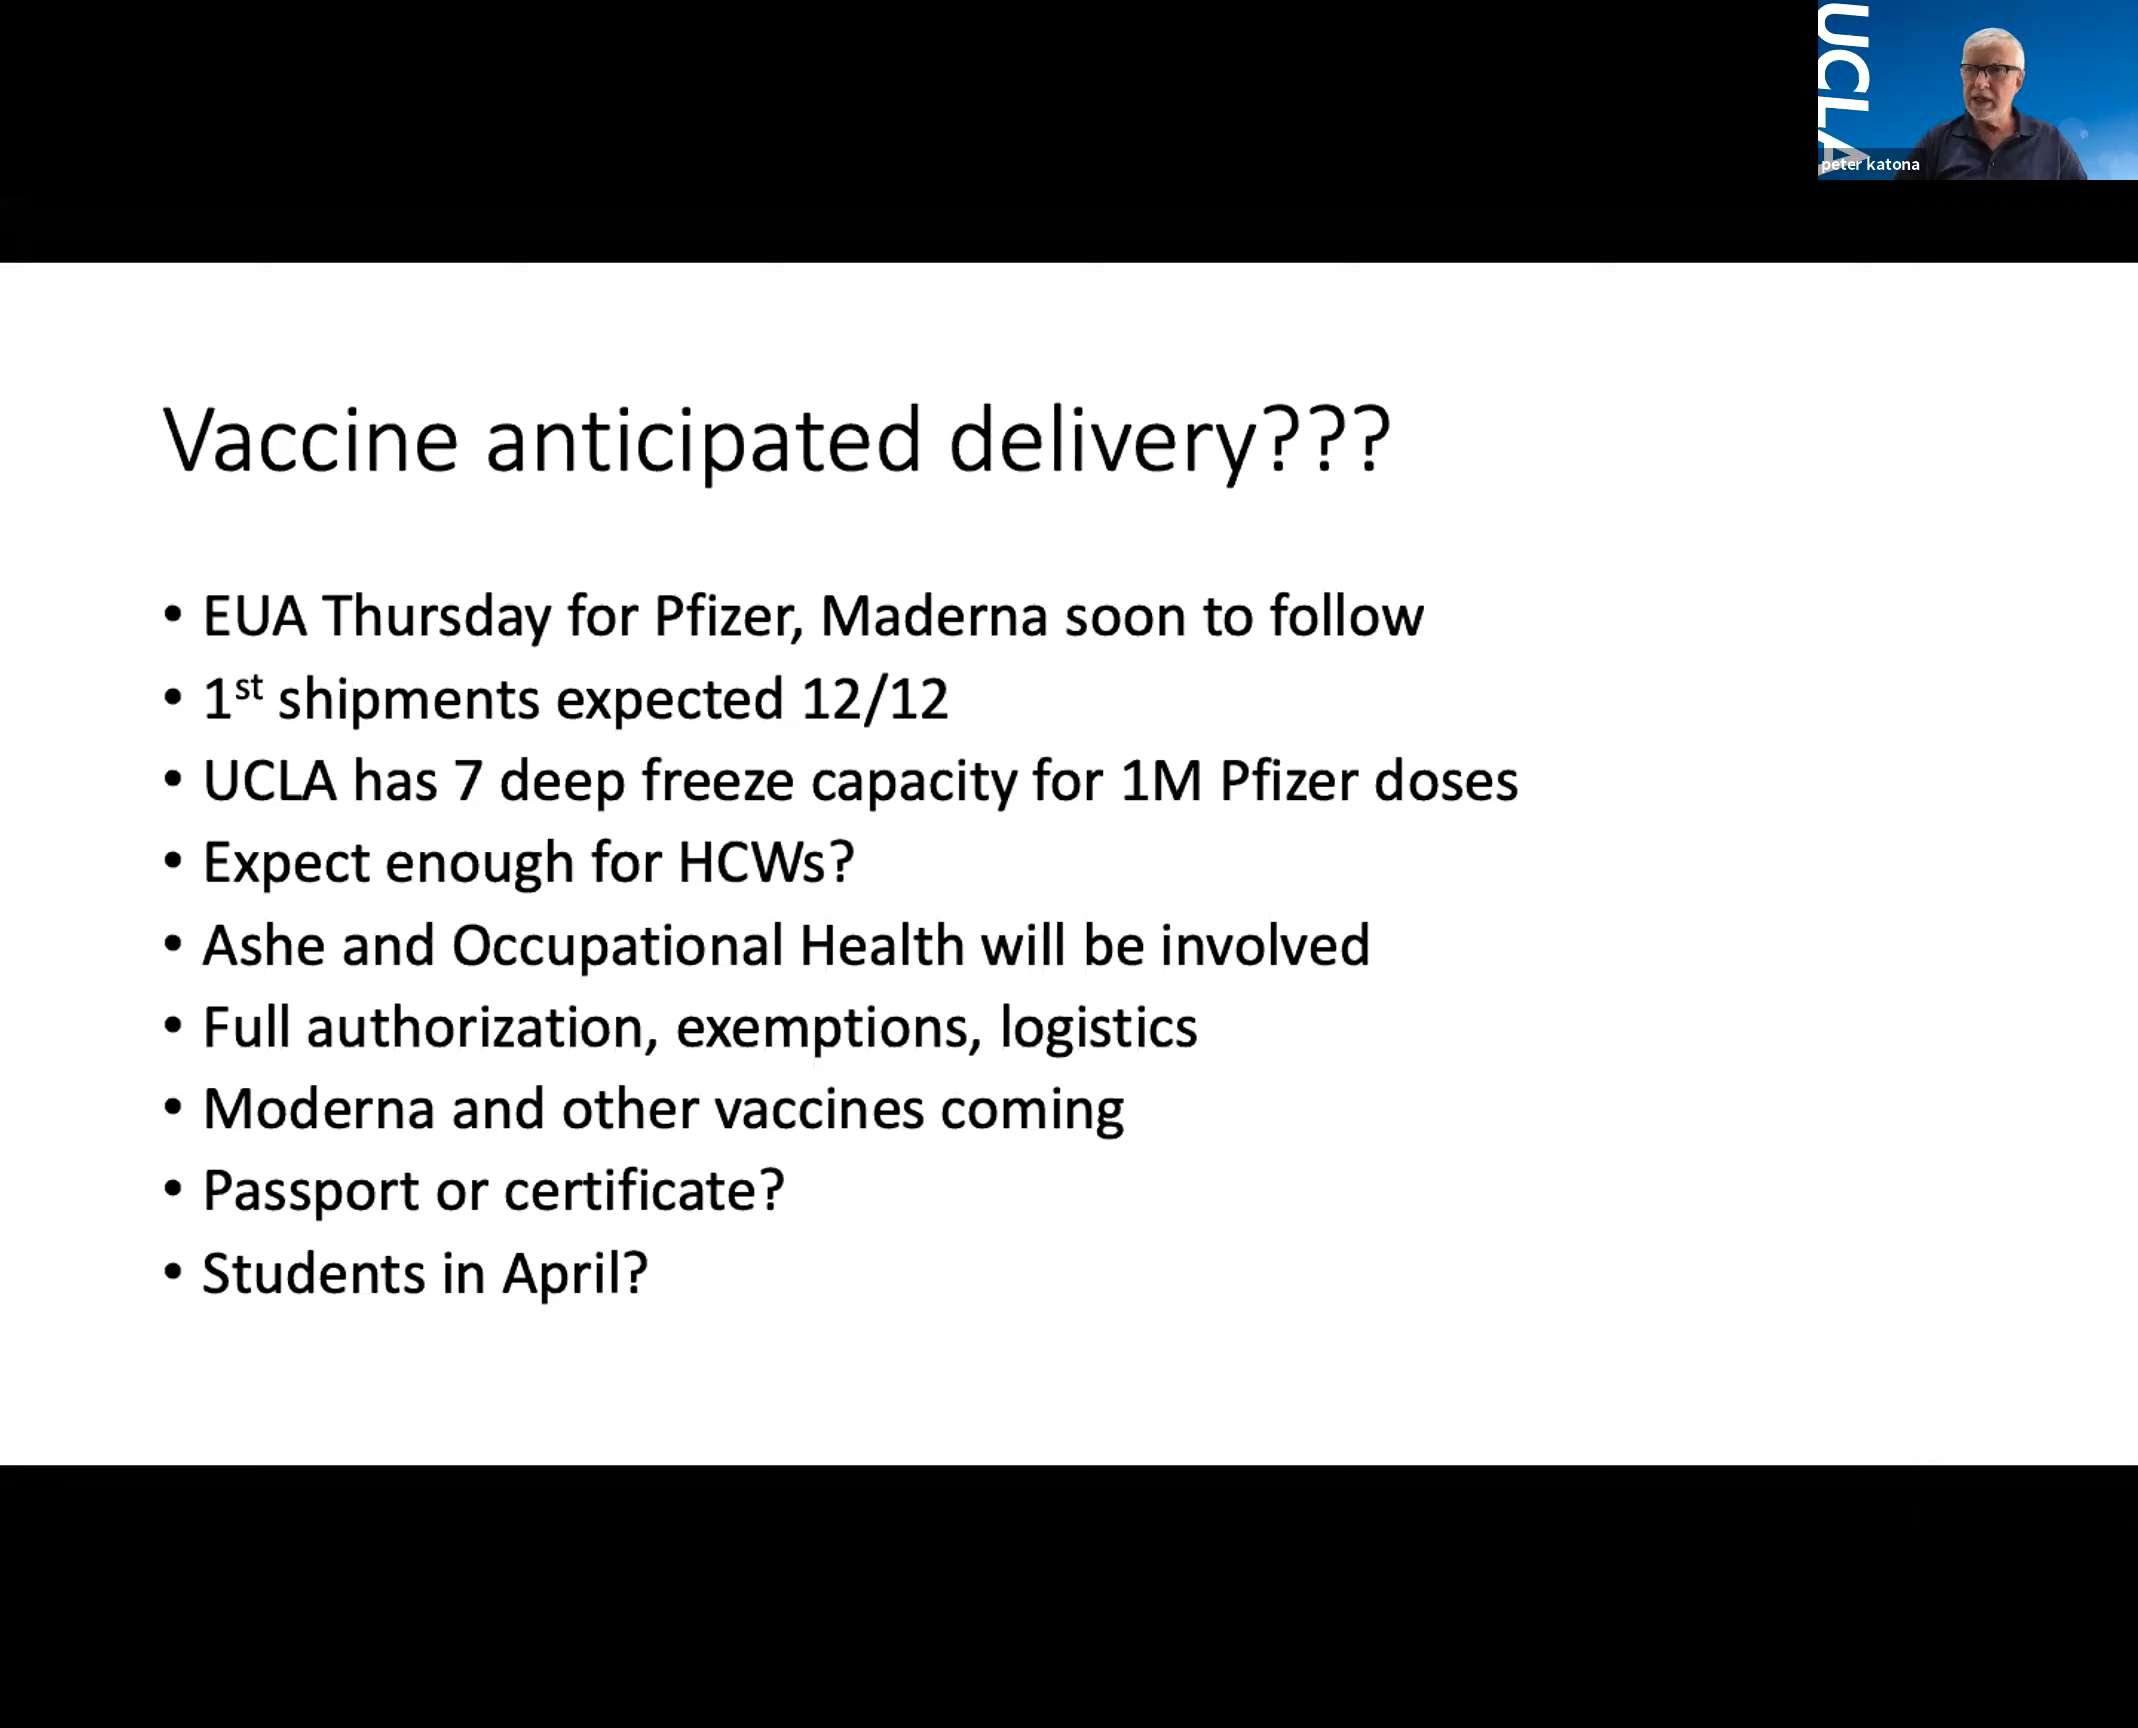 UCLA
peter katona
Vaccine anticipated delivery???
• EUA Thursday for Pfizer, Maderna soon to follow
• 1st shipments expected 12/12
• UCLA has 7 deep freeze capacity for 1M Pfizer doses
• Expect enough for HCWs?
• Ashe and Occupational Health will be involved
• Full authorization, exemptions, logistics
• Moderna and other vaccines coming
• Passport or certificate?
• Students in April?